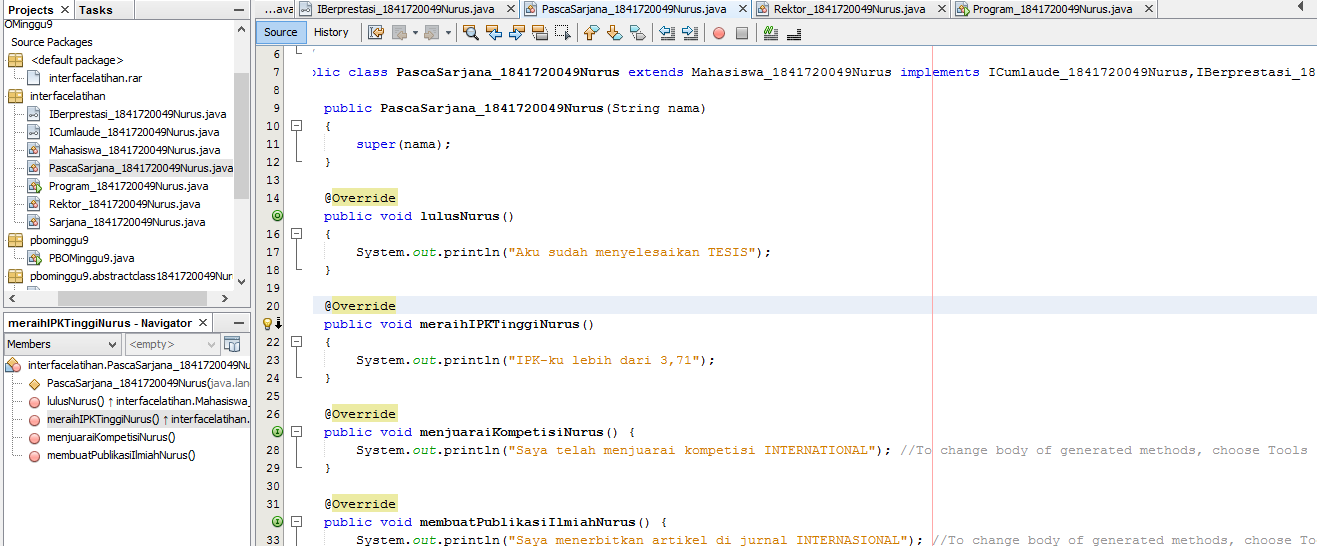 Projects
Tasks
OMinggu9
Source Packages
<default package>
interfacelatihan.rar
interfacelatihan
IBerprestasi_1841720049Nurus.java
ICumlaude_1841720049Nurus.java
Mahasiswa_1841720049Nurus.java
PascaSarjana_1841720049Nurus.java
Program_1841720049Nurus.java
Rektor_1841720049Nurus.java
Sarjana_1841720049Nurus.java
pbominggu9
PBOMinggu9.java
pbominggu9.abstractclass1841720049Nur
meraihIPKTinggiNurus - Navigator
Members
<empty>
interfacelatihan.PascaSarjana_1841720049Nu
PascaSarjana_1841720049Nurus(java.lan
lulusNurus() ↑ interfacelatihan.Mahasiswa_
meraihIPKTinggiNurus() ↑ interfacelatihan.
menjuaraiKompetisiNurus()
membuatPublikasiIlmiahNurus()
...ava
IBerprestasi_1841720049Nurus.java
PascaSarjana_1841720049Nurus.java
Rektor_1841720049Nurus.java
Program_1841720049Nurus.java
Source
History
6
7 lic class PascaSarjana_1841720049Nurus extends Mahasiswa_1841720049Nurus implements ICumlaude_1841720049Nurus,IBerprestasi_18
8
9 public PascaSarjana_1841720049Nurus(String nama)
10 {
11 super(nama);
12 }
13
14 @Override
public void lulusNurus()
16 {
17 System.out.println("Aku sudah menyelesaikan TESIS");
18 }
19
20 @Override
public void meraihIPKTinggiNurus()
22 {
23 System.out.println("IPK-ku lebih dari 3,71");
24 }
25
26 @Override
public void menjuaraiKompetisiNurus() {
28 System.out.println("Saya telah menjuarai kompetisi INTERNATIONAL"); //To change body of generated methods, choose Tools
29 }
30
31 @Override
public void membuatPublikasiIlmiahNurus() {
33 System.out.println("Saya menerbitkan artikel di jurnal INTERNASIONAL"); //To change body of generated methods, choose To